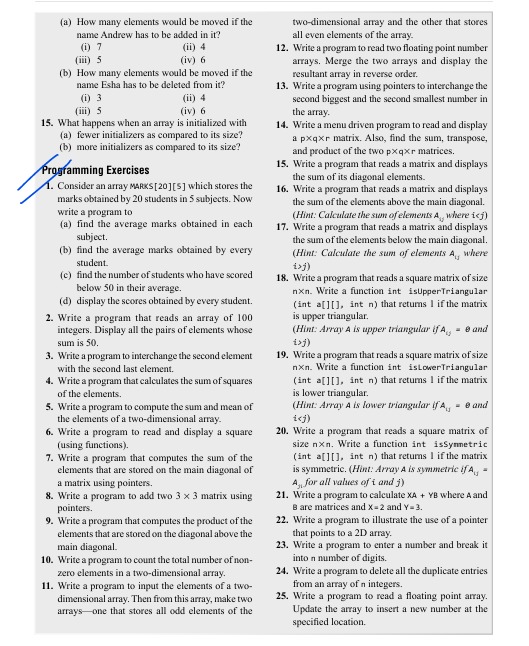 (a) How many elements would be moved if the
name Andrew has to be added in it?
(i) 7 (ii) 4
(iii) 5 (iv) 6
(b) How many elements would be moved if the
name Esha has to be deleted from it?
(i) 3 (ii) 4
(iii) 5 (iv) 6
15. What happens when an array is initialized with
(a) fewer initializers as compared to its size?
(b) more initializers as compared to its size?
Programming Exercises
1. Consider an array MARKS[20][5] which stores the
marks obtained by 20 students in 5 subjects. Now
write a program to
(a) find the average marks obtained in each
subject.
(b) find the average marks obtained by every
student.
(c) find the number of students who have scored
below 50 in their average.
(d) display the scores obtained by every student.
2. Write a program that reads an array of 100
integers. Display all the pairs of elements whose
sum is 50.
3. Write a program to interchange the second element
with the second last element.
4. Write a program that calculates the sum of squares
of the elements.
5. Write a program to compute the sum and mean of
the elements of a two-dimensional array.
6. Write a program to read and display a square
(using functions).
7. Write a program that computes the sum of the
elements that are stored on the main diagonal of
a matrix using pointers.
8. Write a program to add two 3 × 3 matrix using
pointers.
9. Write a program that computes the product of the
elements that are stored on the diagonal above the
main diagonal.
10. Write a program to count the total number of non-
zero elements in a two-dimensional array.
11. Write a program to input the elements of a two-
dimensional array. Then from this array, make two
arrays—one that stores all odd elements of the
two-dimensional array and the other that stores
all even elements of the array.
12. Write a program to read two floating point number
arrays. Merge the two arrays and display the
resultant array in reverse order.
13. Write a program using pointers to interchange the
second biggest and the second smallest number in
the array.
14. Write a menu driven program to read and display
a p×q×r matrix. Also, find the sum, transpose,
and product of the two p×q×r matrices.
15. Write a program that reads a matrix and displays
the sum of its diagonal elements.
16. Write a program that reads a matrix and displays
the sum of the elements above the main diagonal.
(Hint: Calculate the sum of elements Aij where i<j)
17. Write a program that reads a matrix and displays
the sum of the elements below the main diagonal.
(Hint: Calculate the sum of elements Aij where
i>j)
18. Write a program that reads a square matrix of size
n×n. Write a function int isUpperTriangular
(int a[][], int n) that returns 1 if the matrix
is upper triangular.
(Hint: Array A is upper triangular if Aij = 0 and
i>j)
19. Write a program that reads a square matrix of size
n×n. Write a function int isLowerTriangular
(int a[][], int n) that returns 1 if the matrix
is lower triangular.
(Hint: Array A is lower triangular if Aij = 0 and
i<j)
20. Write a program that reads a square matrix of
size n×n. Write a function int isSymmetric
(int a[][], int n) that returns 1 if the matrix
is symmetric. (Hint: Array A is symmetric if Aij =
Aji for all values of i and j)
21. Write a program to calculate XA + YB where A and
B are matrices and X=2 and Y=3.
22. Write a program to illustrate the use of a pointer
that points to a 2D array.
23. Write a program to enter a number and break it
into n number of digits.
24. Write a program to delete all the duplicate entries
from an array of n integers.
25. Write a program to read a floating point array.
Update the array to insert a new number at the
specified location.